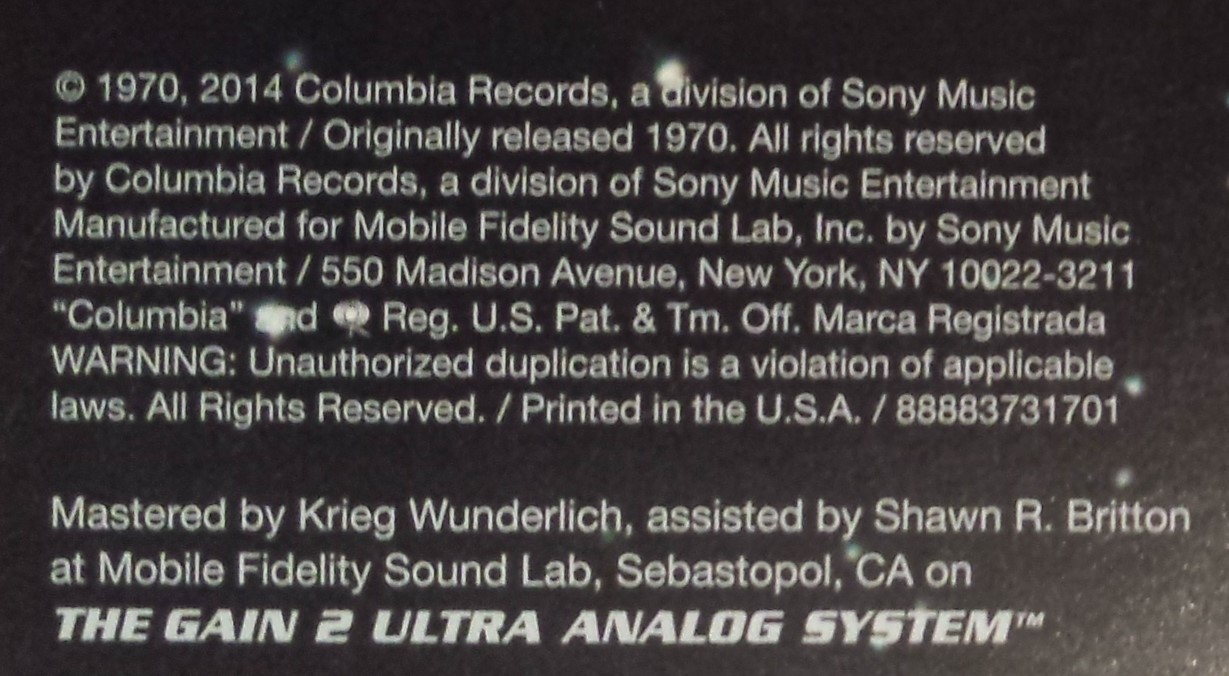 © 1970, 2014 Columbia Records, a division of Sony Music
Entertainment / Originally released 1970. All rights reserved
by Columbia Records, a division of Sony Music Entertainment
Manufactured for Mobile Fidelity Sound Lab, Inc. by Sony Music
Entertainment / 550 Madison Avenue, New York, NY 10022-3211
“Columbia” and Reg. U.S. Pat. & Tm. Off. Marca Registrada
WARNING: Unauthorized duplication is a violation of applicable
laws. All Rights Reserved. / Printed in the U.S.A. / 88883731701
Mastered by Krieg Wunderlich, assisted by Shawn R. Britton
at Mobile Fidelity Sound Lab, Sebastopol, CA on
THE GAIN 2 ULTRA ANALOG SYSTEM™